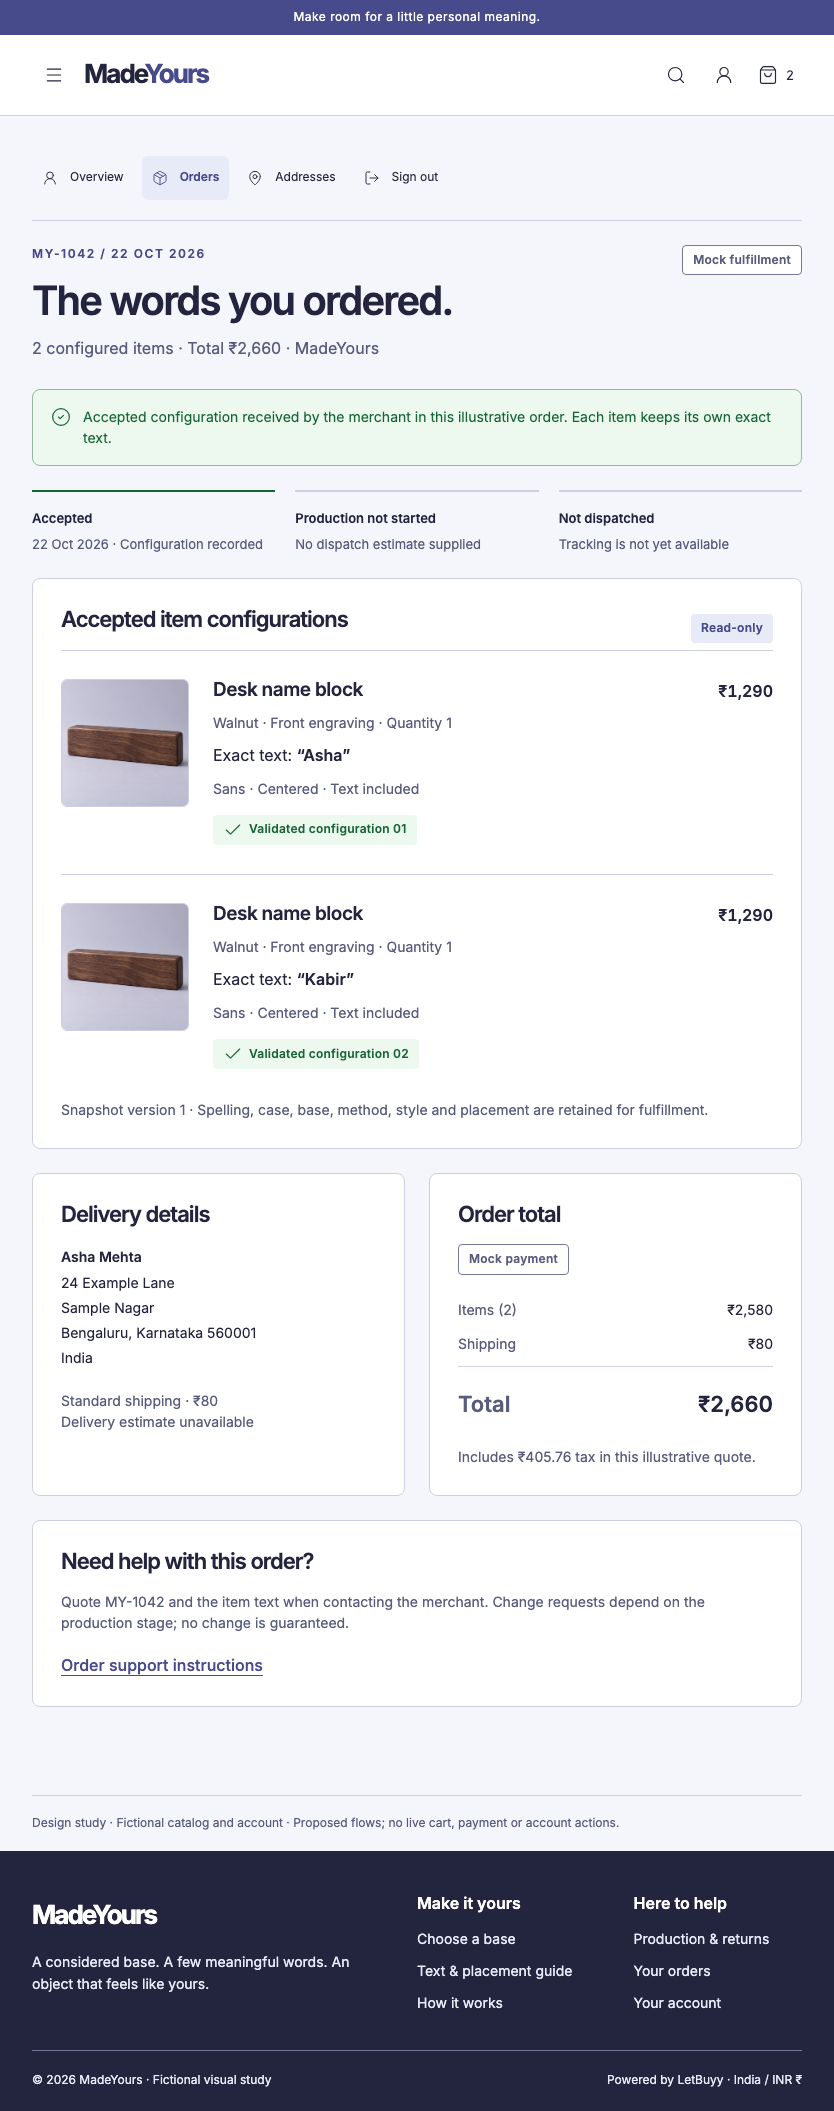 Make room for a little personal meaning.
MadeYours
2
Overview
Orders
Addresses
Sign out
MY-1042 / 22 OCT 2026
Mock fulfillment
The words you ordered.
2 configured items · Total ₹2,660 · MadeYours
Accepted configuration received by the merchant in this illustrative order. Each item keeps its own exact
text.
Accepted
22 Oct 2026 · Configuration recorded
Production not started
No dispatch estimate supplied
Not dispatched
Tracking is not yet available
Accepted item configurations
Read-only
Desk name block
₹1,290
Walnut · Front engraving · Quantity 1
Exact text: “Asha”
Sans · Centered · Text included
Validated configuration 01
Desk name block
₹1,290
Walnut · Front engraving · Quantity 1
Exact text: “Kabir”
Sans · Centered · Text included
Validated configuration 02
Snapshot version 1 · Spelling, case, base, method, style and placement are retained for fulfillment.
Delivery details
Asha Mehta
24 Example Lane
Sample Nagar
Bengaluru, Karnataka 560001
India
Standard shipping · ₹80
Delivery estimate unavailable
Order total
Mock payment
Items (2) ₹2,580
Shipping ₹80
Total ₹2,660
Includes ₹405.76 tax in this illustrative quote.
Need help with this order?
Quote MY-1042 and the item text when contacting the merchant. Change requests depend on the
production stage; no change is guaranteed.
Order support instructions
Design study · Fictional catalog and account · Proposed flows; no live cart, payment or account actions.
MadeYours
A considered base. A few meaningful words. An
object that feels like yours.
Make it yours
Choose a base
Text & placement guide
How it works
Here to help
Production & returns
Your orders
Your account
© 2026 MadeYours · Fictional visual study
Powered by LetBuyy · India / INR ₹